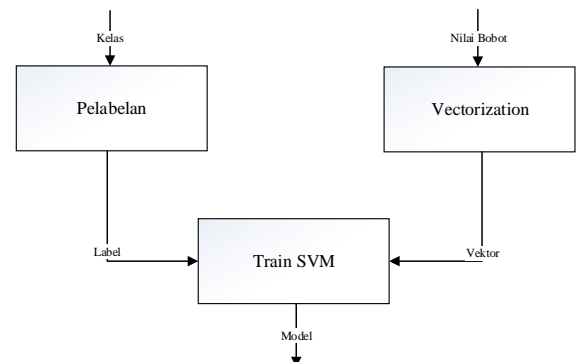 Kelas
Nilai Bobot
Pelabelan
Vectorization
Label
Train SVM
Vektor
Model